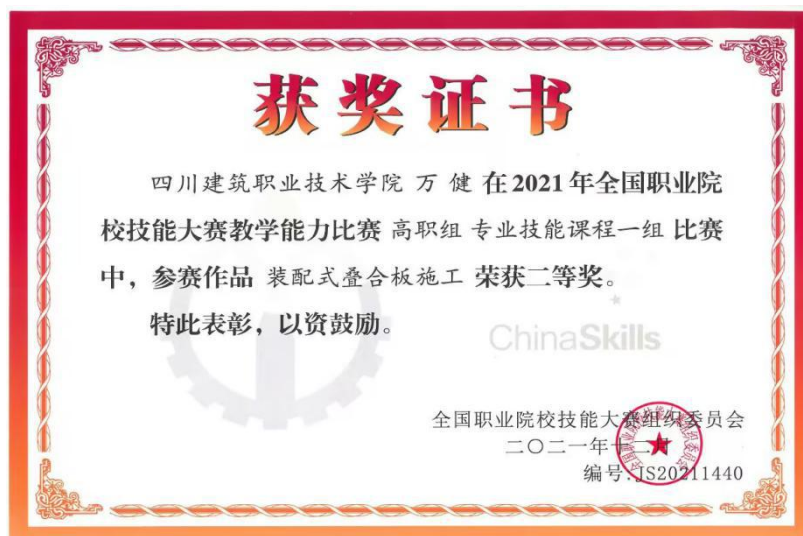 获奖证书
四川建筑职业技术学院 万 健 在2021年全国职业院
校技能大赛教学能力比赛 高职组 专业技能课程一组 比赛
中，参赛作品 装配式叠合板施工 荣获二等奖。
特此表彰，以资鼓励。
ChinaSkills
全国职业院校技能大赛组织委员会
二〇二一年十二月
编号:JS20211440